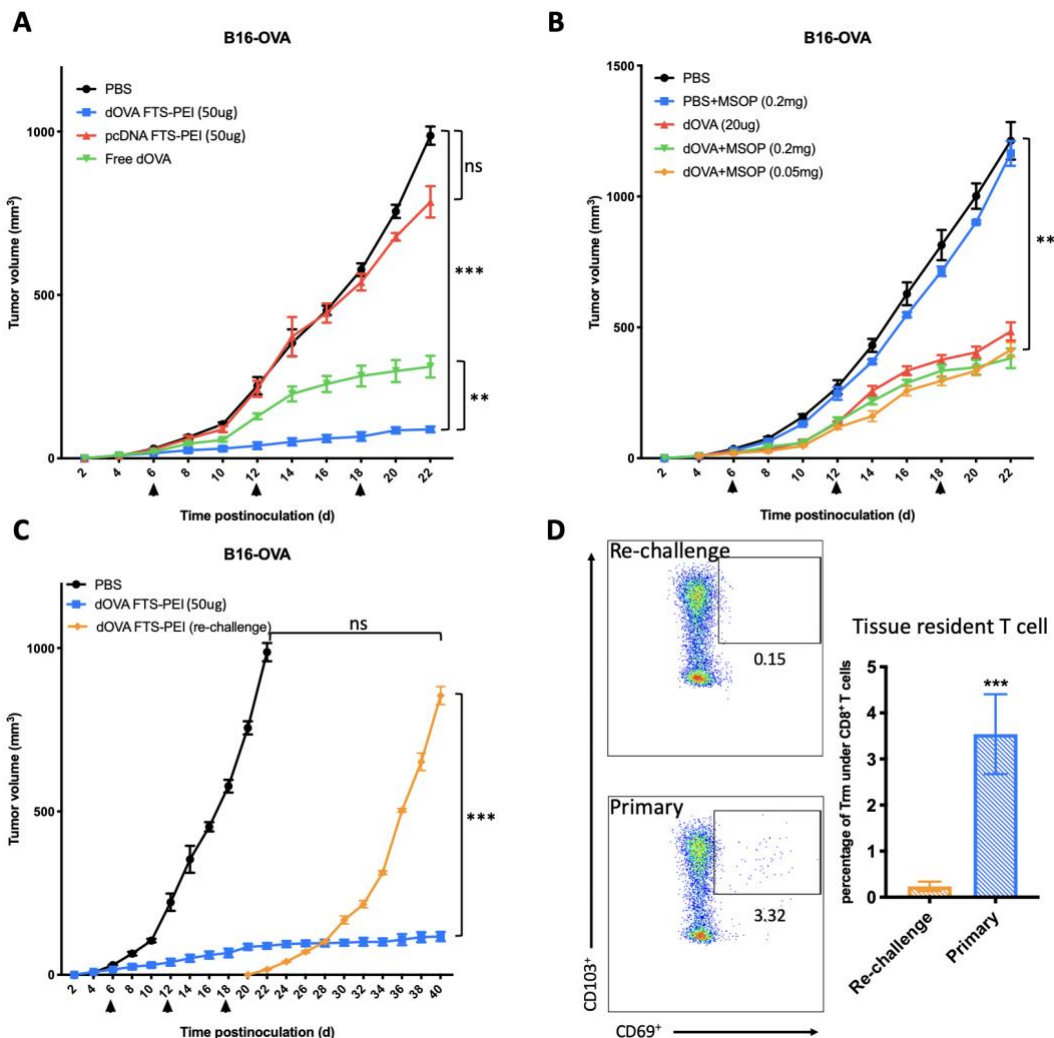 A
B16-OVA
PBS
dOVA FTS-PEI (50ug)
pcDNA FTS-PEI (50ug)
Free dOVA
Tumor volume (mm³)
1000
500
0
ns
***
**
2 4 6 8 10 12 14 16 18 20 22
Time postinoculation (d)
B
B16-OVA
PBS
PBS+MSOP (0.2mg)
dOVA (20ug)
dOVA+MSOP (0.2mg)
dOVA+MSOP (0.05mg)
Tumor volume (mm³)
1500
1000
500
0
**
2 4 6 8 10 12 14 16 18 20 22
Time postinoculation (d)
C
B16-OVA
PBS
dOVA FTS-PEI (50ug)
dOVA FTS-PEI (re-challenge)
Tumor volume (mm³)
1000
500
0
ns
***
2 4 6 8 10 12 14 16 18 20 22 24 26 28 30 32 34 36 38 40
Time postinoculation (d)
D
Re-challenge
0.15
Primary
3.32
CD103⁺
CD69⁺
Tissue resident T cell
percentage of Trm under CD8⁺ T cells
5
4
3
2
1
0
***
Re-challenge
Primary